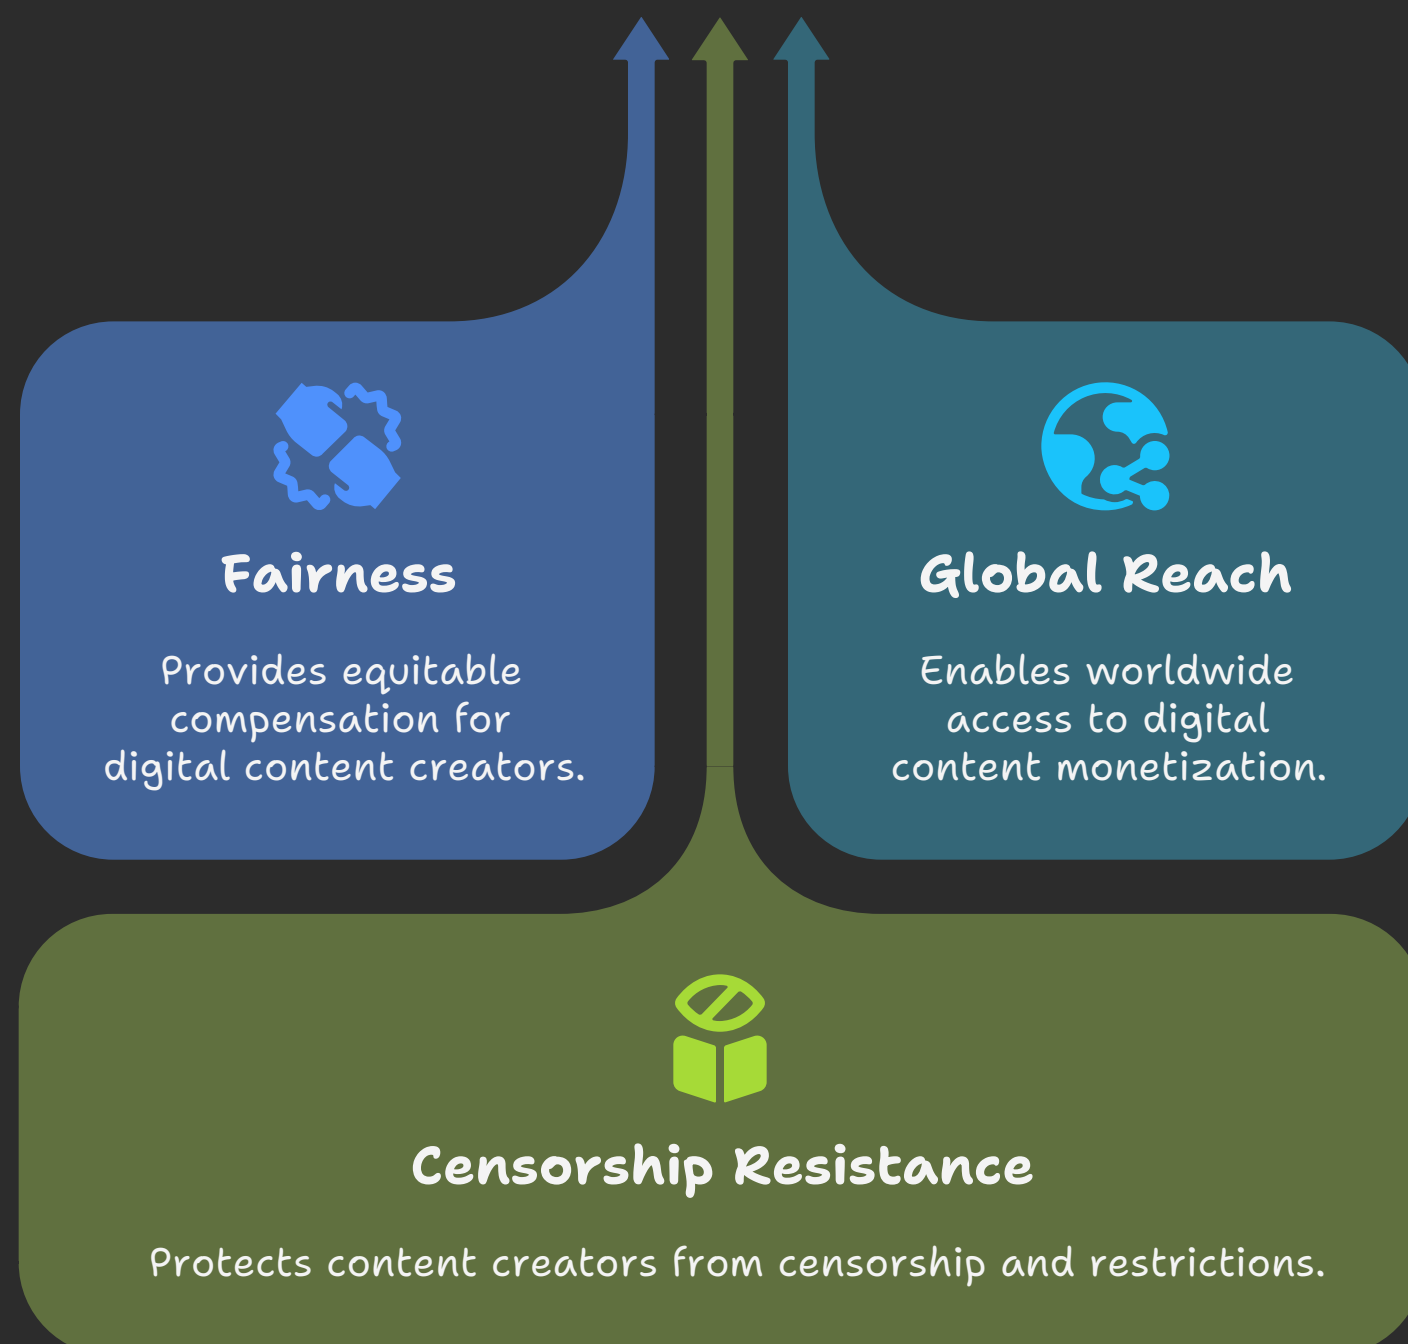 Fairness
Provides equitable
compensation for
digital content creators.
Global Reach
Enables worldwide
access to digital
content monetization.
Censorship Resistance
Protects content creators from censorship and restrictions.